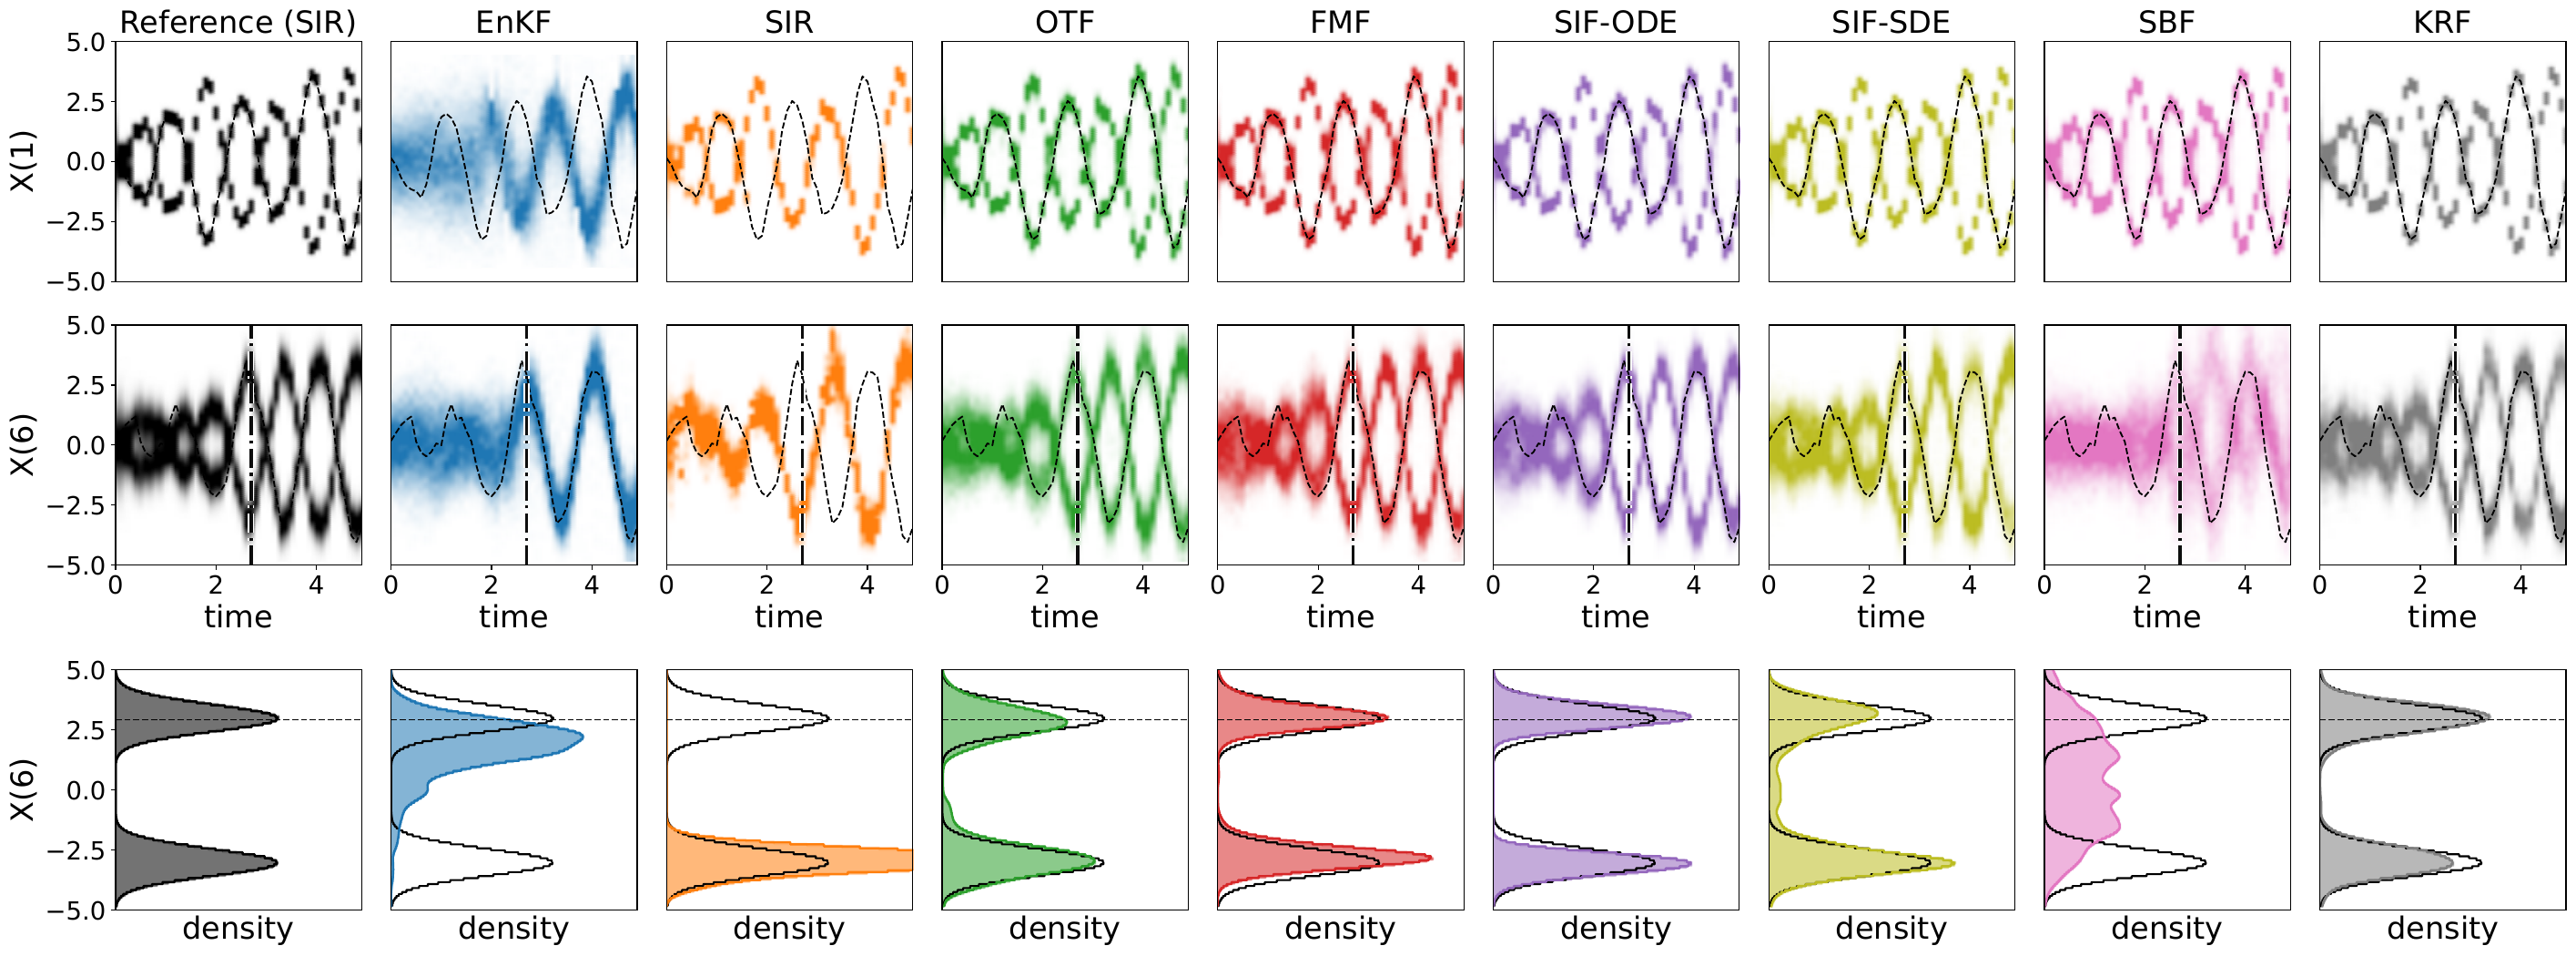 Reference (SIR) EnKF SIR OTF FMF SIF-ODE SIF-SDE SBF KRF
5.0
2.5
X(1) 0.0
−2.5
−5.0
5.0
2.5
X(6) 0.0
−2.5
−5.0
0 2 4 0 2 4 0 2 4 0 2 4 0 2 4 0 2 4 0 2 4 0 2 4 0 2 4
time time time time time time time time time
5.0
2.5
X(6) 0.0
−2.5
−5.0
density density density density density density density density density